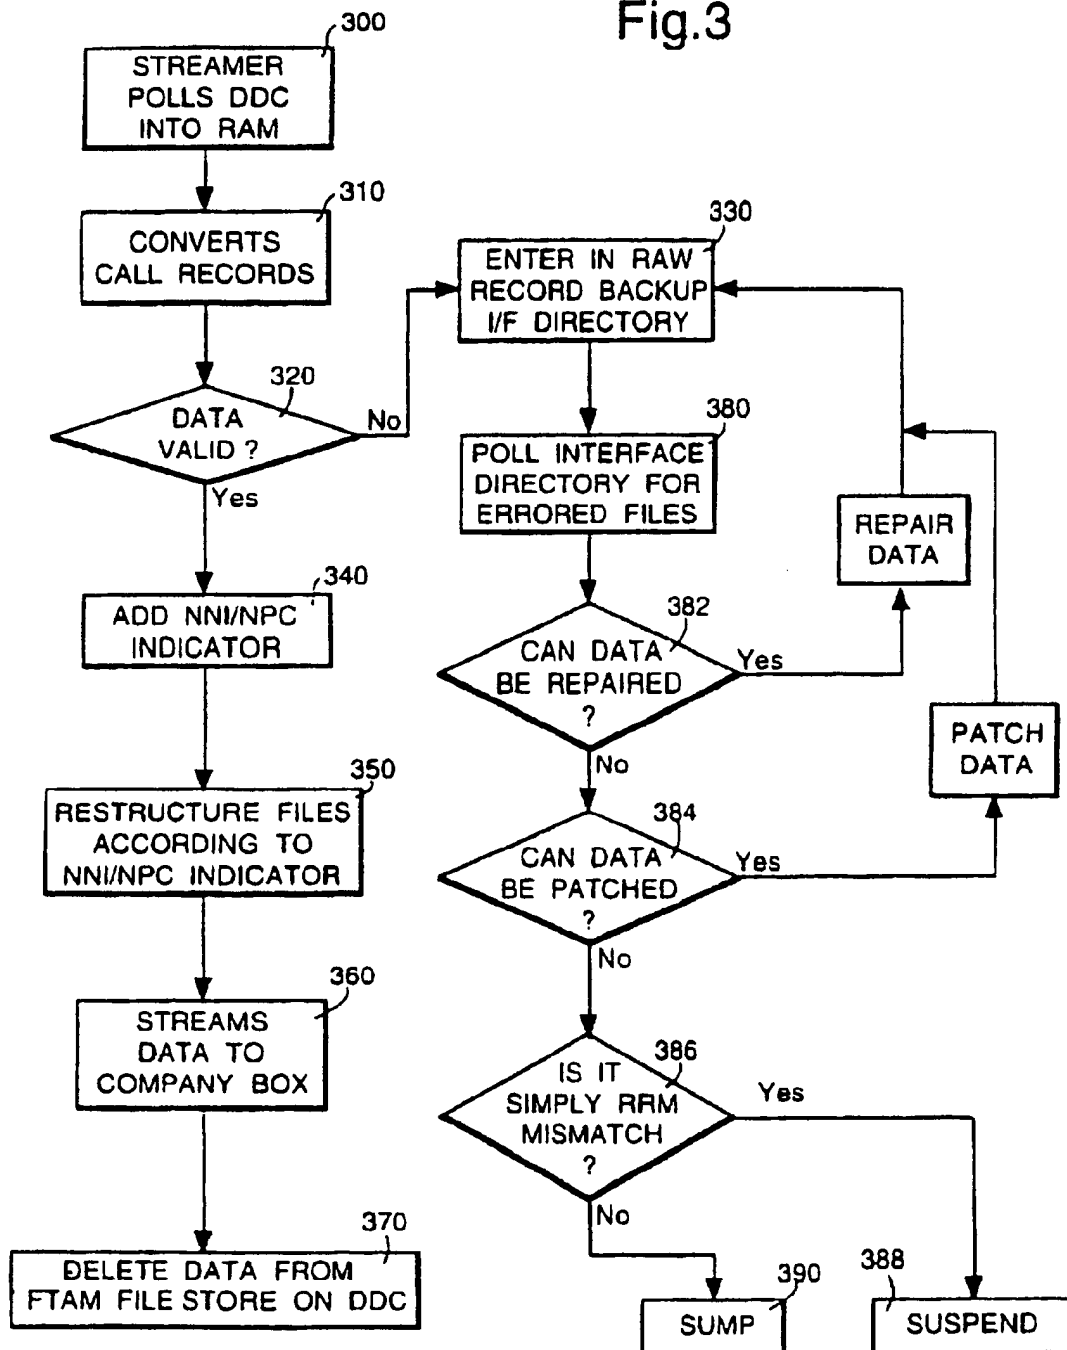 Fig.3
300
STREAMER
POLLS DDC
INTO RAM
310
CONVERTS
CALL RECORDS
320
DATA
VALID ?
No
Yes
330
ENTER IN RAW
RECORD BACKUP
I/F DIRECTORY
340
ADD NNI/NPC
INDICATOR
350
RESTRUCTURE FILES
ACCORDING TO
NNI/NPC INDICATOR
360
STREAMS
DATA TO
COMPANY BOX
370
DELETE DATA FROM
FTAM FILE STORE ON DDC
380
POLL INTERFACE
DIRECTORY FOR
ERRORED FILES
382
CAN DATA
BE REPAIRED
?
Yes
No
REPAIR
DATA
384
CAN DATA
BE PATCHED
?
Yes
No
PATCH
DATA
386
IS IT
SIMPLY RRM
MISMATCH
?
Yes
No
390
SUMP
388
SUSPEND